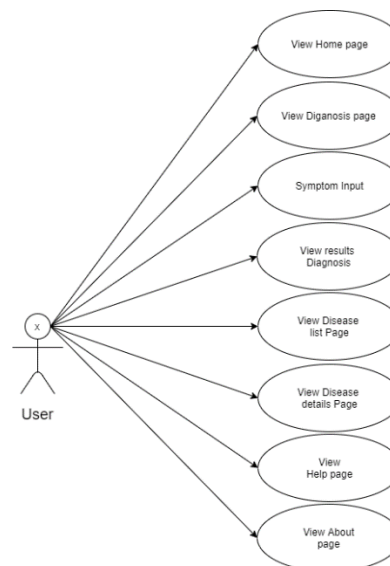 View Home page
View Diganosis page
Symptom Input
View results
Diagnosis
View Disease
list Page
X
User
View Disease
details Page
View
Help page
View About
page